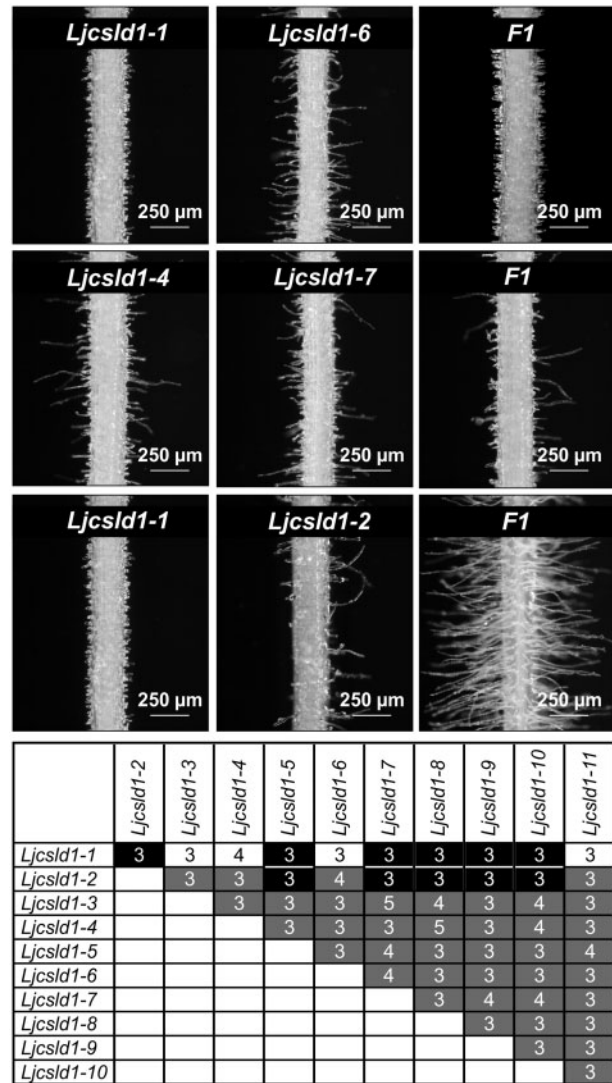 Ljcsld1-1 Ljcsld1-6 F1
250 µm 250 µm 250 µm
Ljcsld1-4 Ljcsld1-7 F1
250 µm 250 µm 250 µm
Ljcsld1-1 Ljcsld1-2 F1
250 µm 250 µm 250 µm
Ljcsld1-2 Ljcsld1-3 Ljcsld1-4 Ljcsld1-5 Ljcsld1-6 Ljcsld1-7 Ljcsld1-8 Ljcsld1-9 Ljcsld1-10 Ljcsld1-11
Ljcsld1-1 3 3 4 3 3 3 3 3 3 3
Ljcsld1-2 3 3 3 4 3 3 3 3 3
Ljcsld1-3 3 3 3 5 4 3 4 3
Ljcsld1-4 3 3 3 5 3 4 3
Ljcsld1-5 3 4 3 3 3 4
Ljcsld1-6 4 3 3 3 3
Ljcsld1-7 3 4 4 3
Ljcsld1-8 3 3 3
Ljcsld1-9 3 3
Ljcsld1-10 3